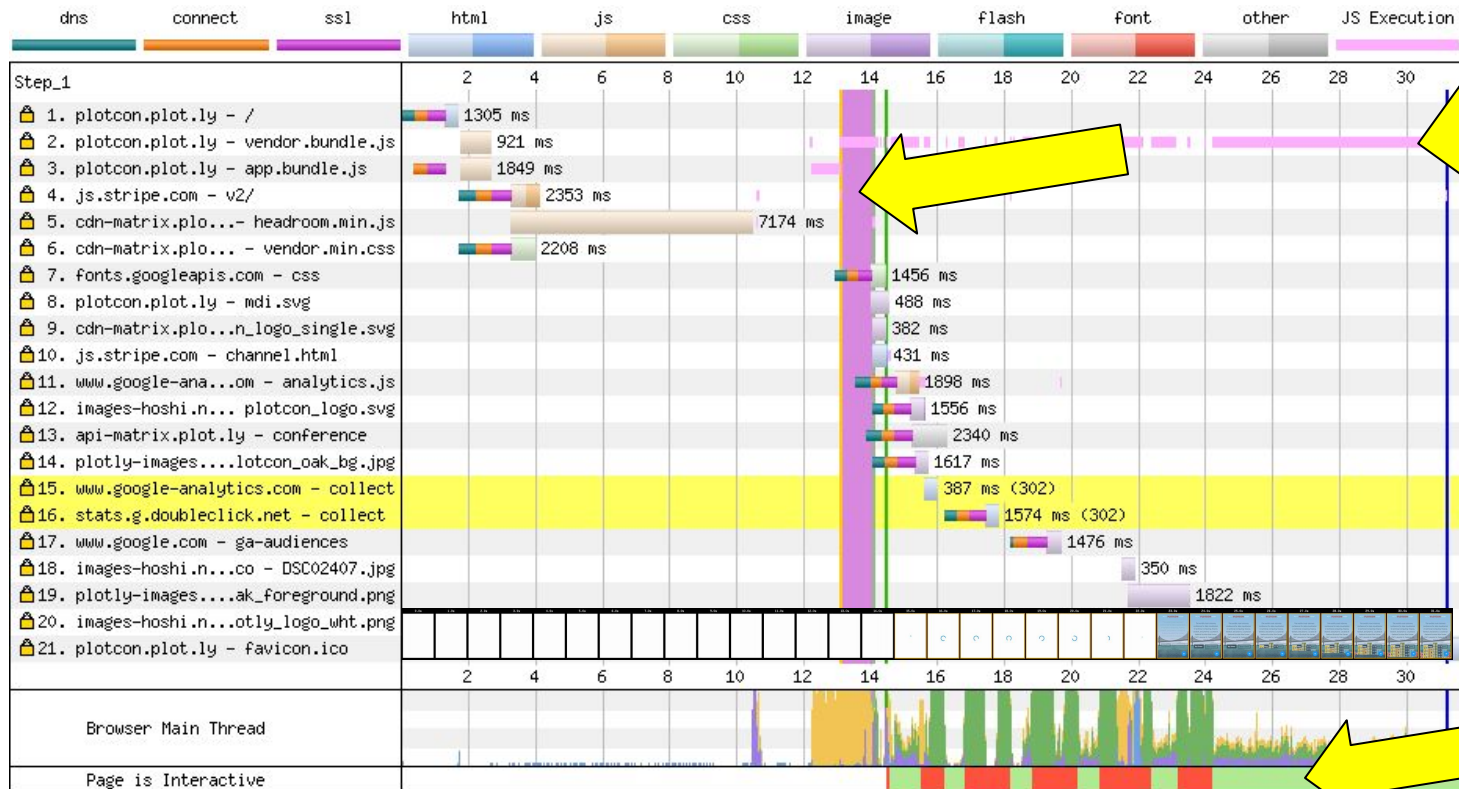 dns connect ssl html js css image flash font other JS Execution
Step_1 2 4 6 8 10 12 14 16 18 20 22 24 26 28 30
1. plotcon.plot.ly - / 1305 ms
2. plotcon.plot.ly - vendor.bundle.js 921 ms
3. plotcon.plot.ly - app.bundle.js 1849 ms
4. js.stripe.com - v2/ 2353 ms
5. cdn-matrix.plo...- headroom.min.js 7174 ms
6. cdn-matrix.plo... - vendor.min.css 2208 ms
7. fonts.googleapis.com - css 1456 ms
8. plotcon.plot.ly - mdi.svg 488 ms
9. cdn-matrix.plo...n_logo_single.svg 382 ms
10. js.stripe.com - channel.html 431 ms
11. www.google-ana...om - analytics.js 1898 ms
12. images-hoshi.n... plotcon_logo.svg 1556 ms
13. api-matrix.plot.ly - conference 2340 ms
14. plotly-images....lotcon_oak_bg.jpg 1617 ms
15. www.google-analytics.com - collect 387 ms (302)
16. stats.g.doubleclick.net - collect 1574 ms (302)
17. www.google.com - ga-audiences 1476 ms
18. images-hoshi.n...co - DSC02407.jpg 350 ms
19. plotly-images....ak_foreground.png 1822 ms
20. images-hoshi.n...otly_logo_wht.png
21. plotcon.plot.ly - favicon.ico
2 4 6 8 10 12 14 16 18 20 22 24 26 28 30
Browser Main Thread
Page is Interactive